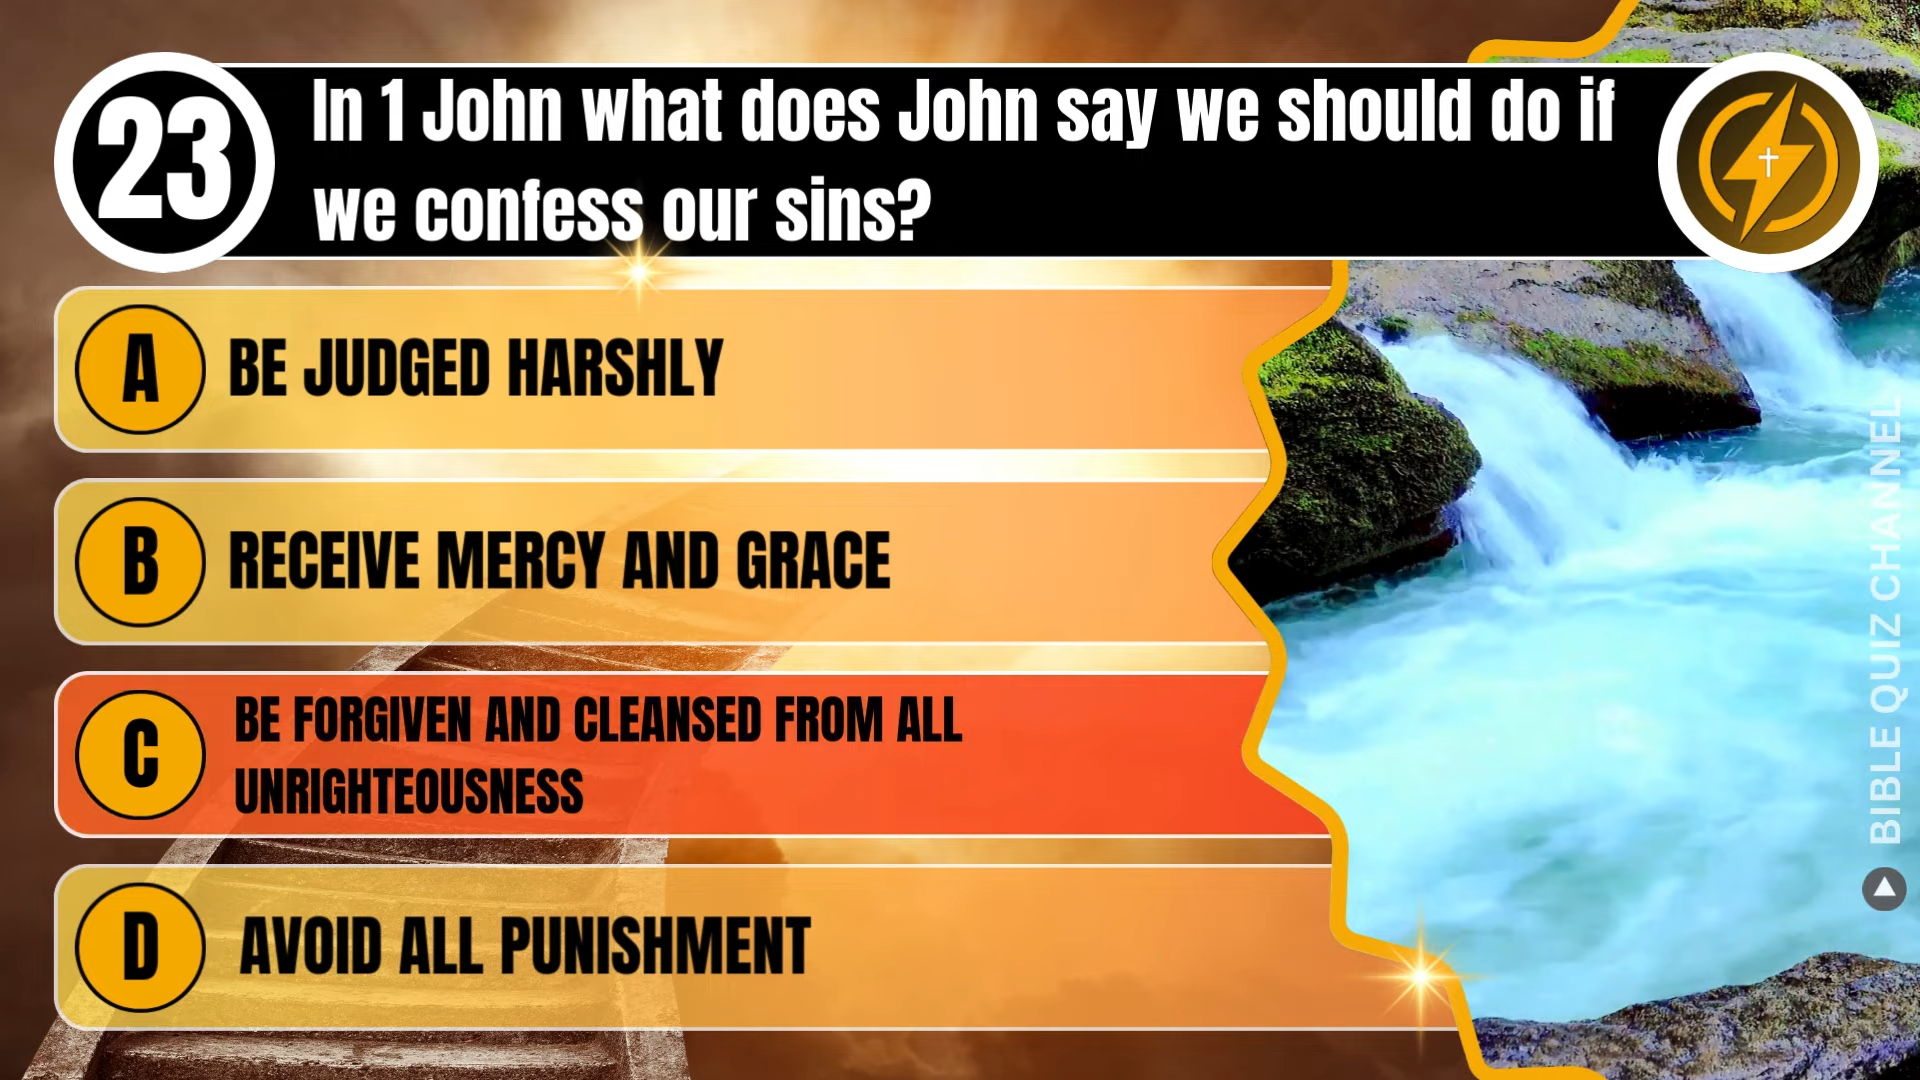 23
In 1 John what does John say we should do if
we confess our sins?
A
BE JUDGED HARSHLY
B
RECEIVE MERCY AND GRACE
C
BE FORGIVEN AND CLEANSED FROM ALL
UNRIGHTEOUSNESS
D
AVOID ALL PUNISHMENT
BIBLE QUIZ CHANNEL